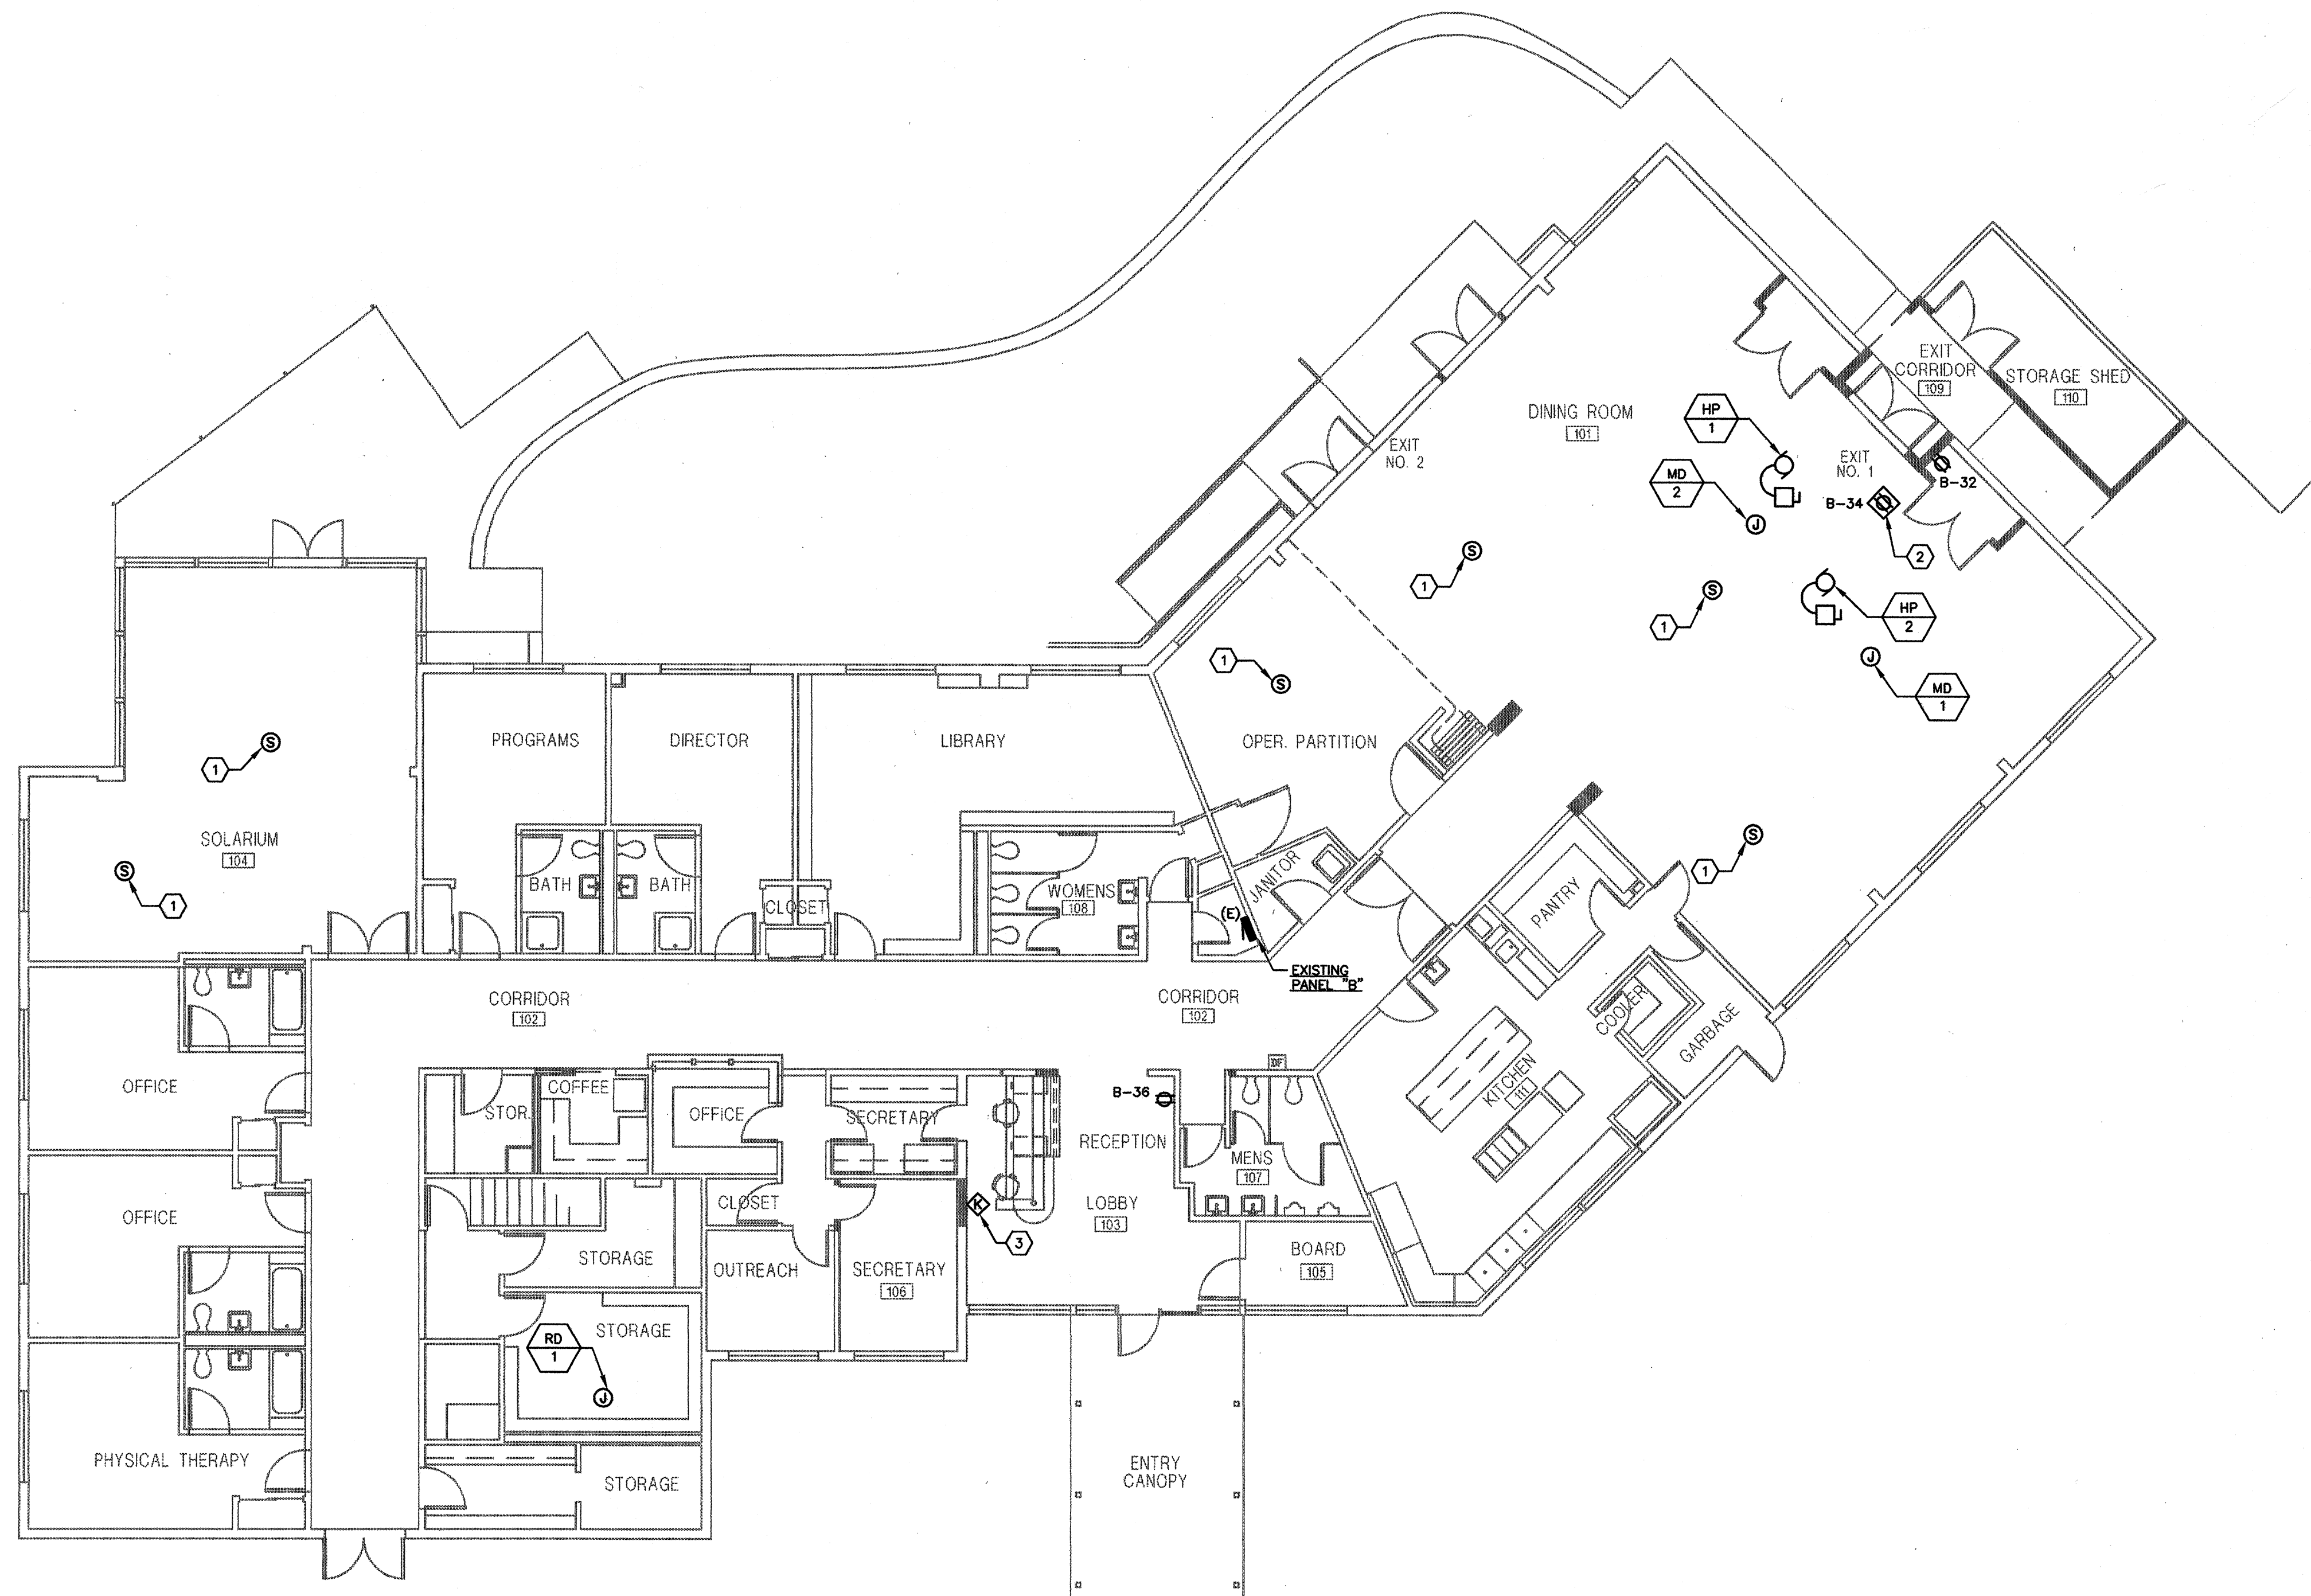 EXIT
CORRIDOR
109
STORAGE SHED
110
DINING ROOM
101
HP
1
EXIT
NO. 2
EXIT
NO. 1
MD
2
B-32
B-34
J
2
S
1
S
1
HP
2
S
1
J
MD
1
PROGRAMS
DIRECTOR
LIBRARY
OPER. PARTITION
S
1
SOLARIUM
104
S
1
S
1
BATH
BATH
CLOSET
WOMENS
108
JANITOR
PANTRY
(E)
EXISTING
PANEL "B"
CORRIDOR
102
CORRIDOR
102
COOLER
GARBAGE
DF
KITCHEN
111
OFFICE
STOR.
COFFEE
OFFICE
SECRETARY
B-36
RECEPTION
MENS
107
OFFICE
CLOSET
K
3
LOBBY
103
STORAGE
OUTREACH
SECRETARY
106
BOARD
105
RD
1
STORAGE
J
PHYSICAL THERAPY
STORAGE
ENTRY
CANOPY